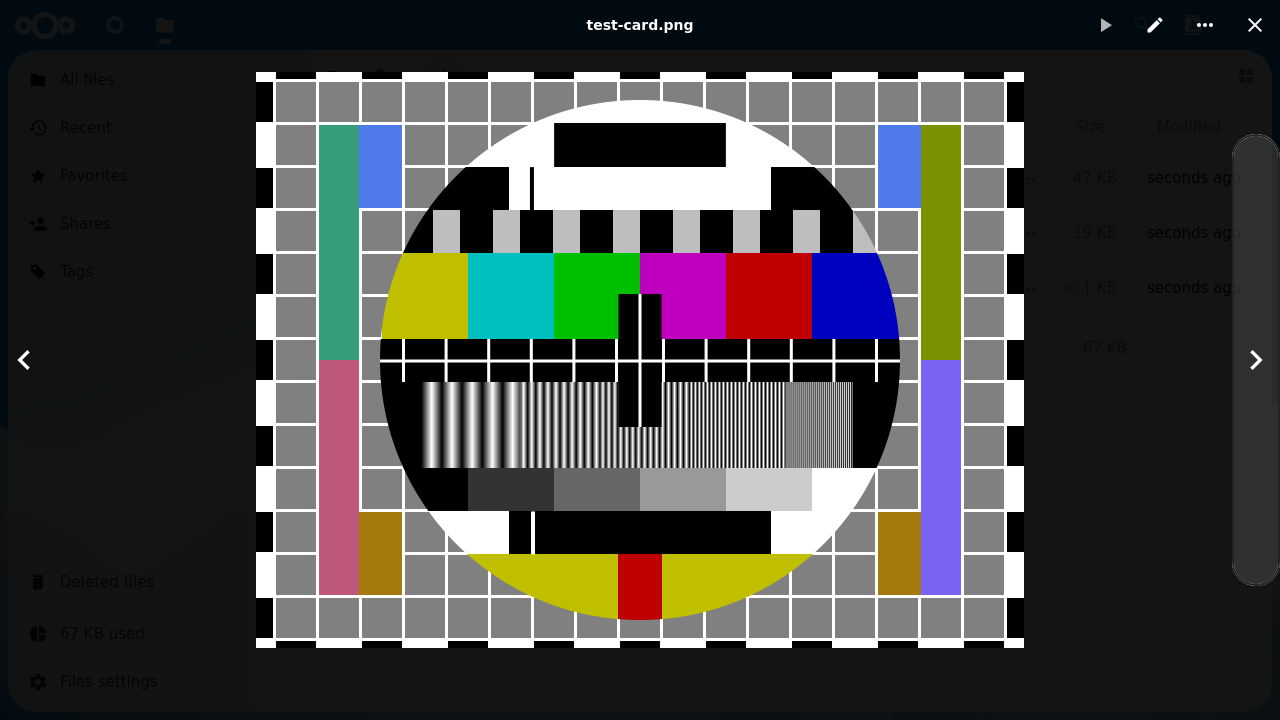 test-card.png
All files
Recent
Favorites
Shares
Tags
Size Modified
47 KB seconds ago
19 KB seconds ago
< 1 KB seconds ago
67 KB
Deleted files
67 KB used
Files settings